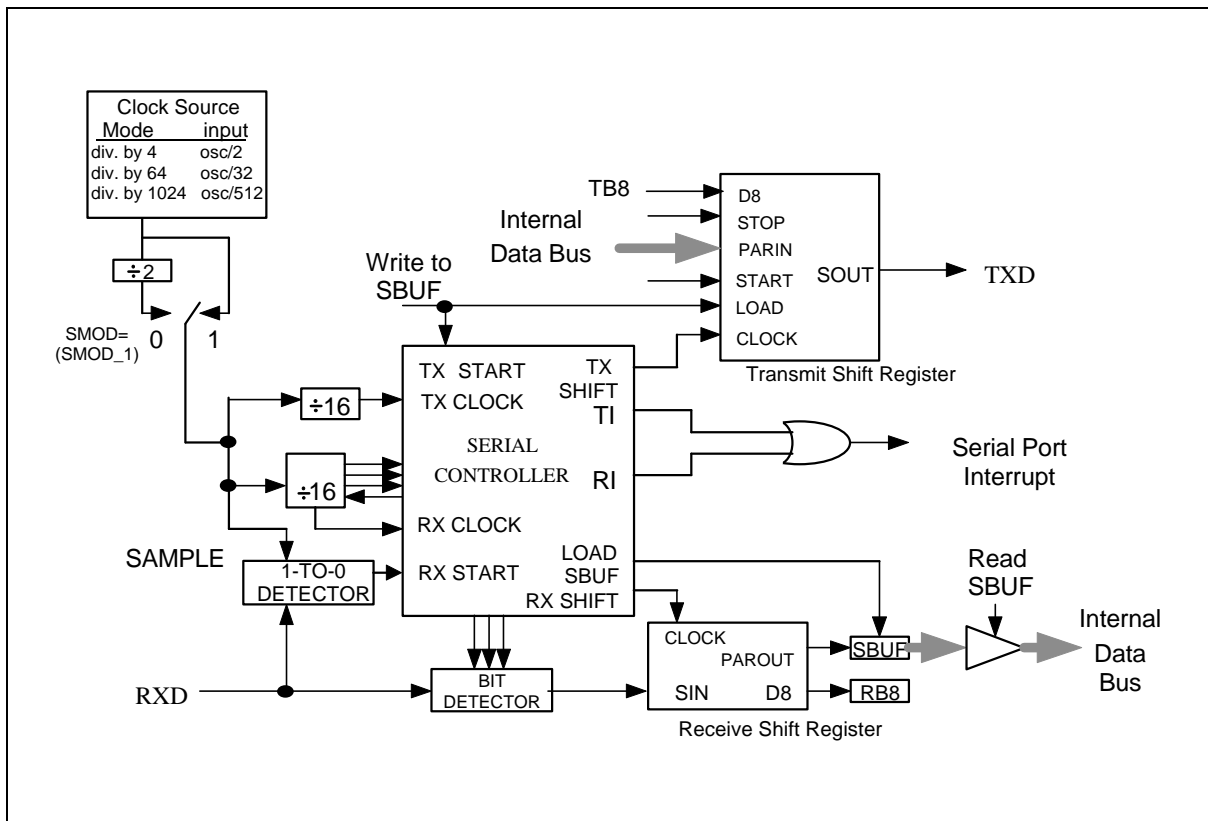 Clock Source
Mode input
div. by 4 osc/2
div. by 64 osc/32
div. by 1024 osc/512
÷2
SMOD=
(SMOD_1)
0 1
Write to
SBUF
TB8
Internal
Data Bus
D8
STOP
PARIN
START
LOAD
CLOCK
SOUT
TXD
Transmit Shift Register
÷16
÷16
TX START
TX CLOCK
SERIAL
CONTROLLER
RX CLOCK
RX START
TX
SHIFT
TI
RI
LOAD
SBUF
RX SHIFT
Serial Port
Interrupt
SAMPLE
1-TO-0
DETECTOR
RXD
BIT
DETECTOR
CLOCK
PAROUT
SIN D8
Receive Shift Register
SBUF
RB8
Read
SBUF
Internal
Data
Bus